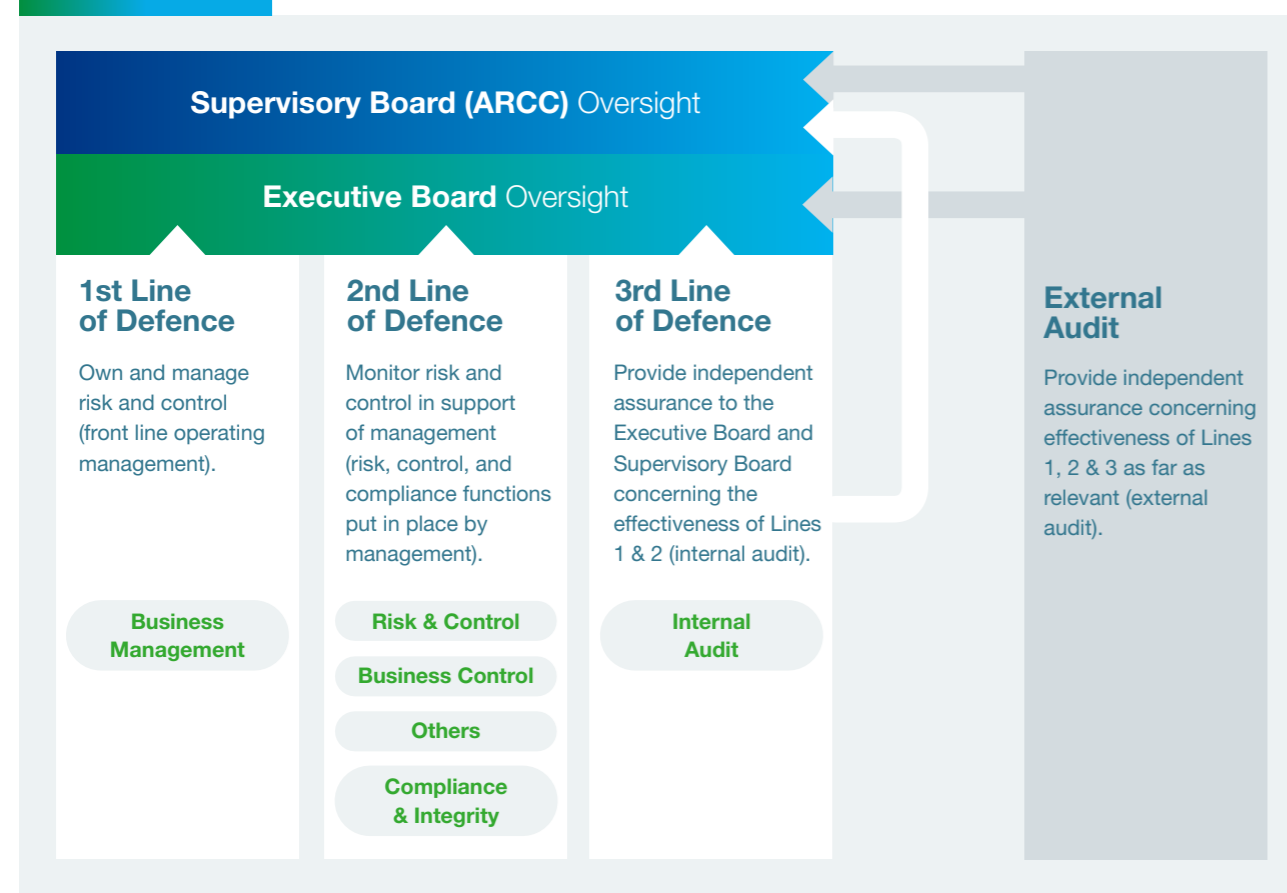 Supervisory Board (ARCC) Oversight
Executive Board Oversight
1st Line
of Defence
Own and manage
risk and control
(front line operating
management).
Business
Management
2nd Line
of Defence
Monitor risk and
control in support
of management
(risk, control, and
compliance functions
put in place by
management).
Risk & Control
Business Control
Others
Compliance
& Integrity
3rd Line
of Defence
Provide independent
assurance to the
Executive Board and
Supervisory Board
concerning the
effectiveness of Lines
1 & 2 (internal audit).
Internal
Audit
External
Audit
Provide independent
assurance concerning
effectiveness of Lines
1, 2 & 3 as far as
relevant (external
audit).